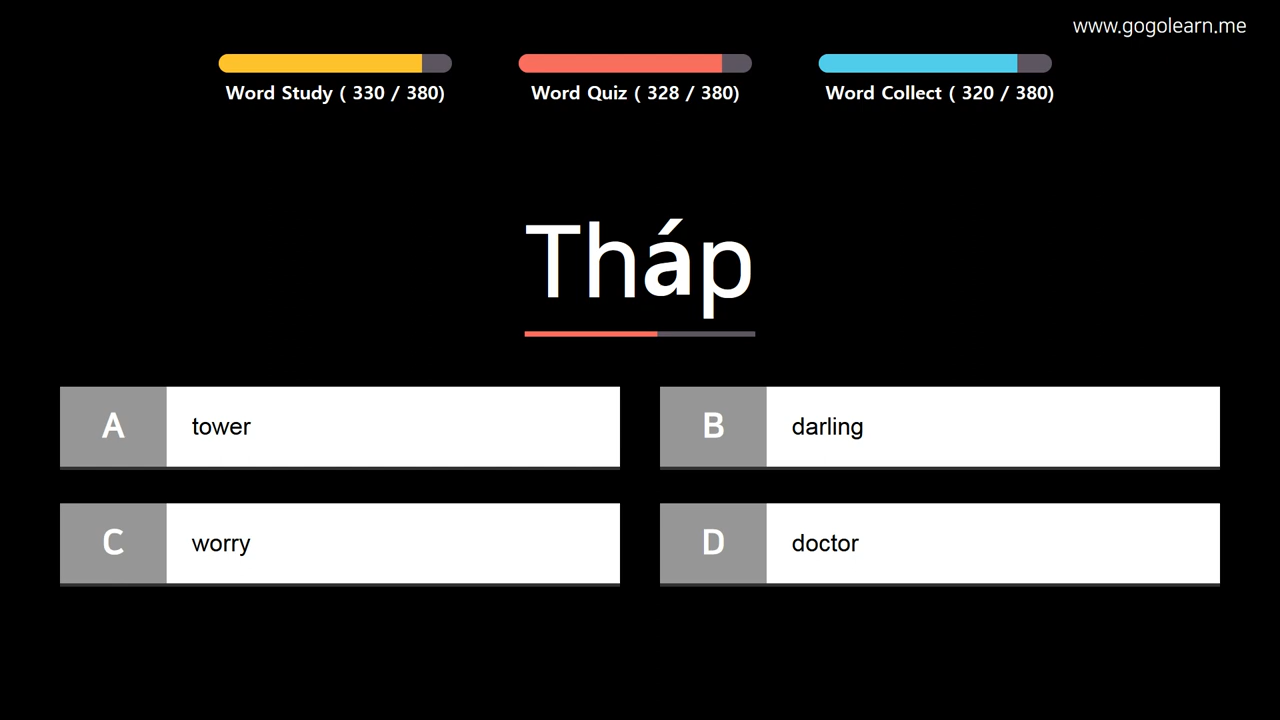 www.gogolearn.me
Word Study ( 330 / 380)
Word Quiz ( 328 / 380)
Word Collect ( 320 / 380)
Tháp
A tower
B darling
C worry
D doctor